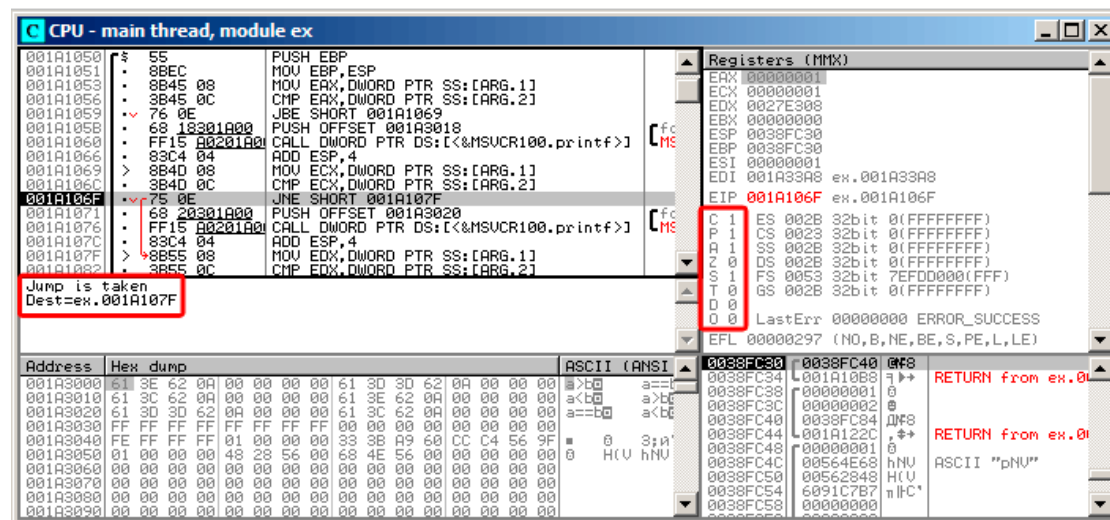 C CPU - main thread, module ex
001A1050 $ 55 PUSH EBP
001A1051 . 8BEC MOV EBP,ESP
001A1053 . 8B45 08 MOV EAX,DWORD PTR SS:[ARG.1]
001A1056 . 3B45 0C CMP EAX,DWORD PTR SS:[ARG.2]
001A1059 . 76 0E JBE SHORT 001A1069
001A105B . 68 18301A00 PUSH OFFSET 001A3018
001A1060 . FF15 A0201A00 CALL DWORD PTR DS:[<&MSVCR100.printf>]
001A1066 . 83C4 04 ADD ESP,4
001A1069 > 8B4D 08 MOV ECX,DWORD PTR SS:[ARG.1]
001A106C . 3B4D 0C CMP ECX,DWORD PTR SS:[ARG.2]
001A106F . 75 0E JNE SHORT 001A107F
001A1071 . 68 20301A00 PUSH OFFSET 001A3020
001A1076 . FF15 A0201A00 CALL DWORD PTR DS:[<&MSVCR100.printf>]
001A107C . 83C4 04 ADD ESP,4
001A107F > 8B55 08 MOV EDX,DWORD PTR SS:[ARG.1]
001A1082 . 3B55 0C CMP EDX,DWORD PTR SS:[ARG.2]
Jump is taken
Dest=ex.001A107F
Registers (MMX)
EAX 00000001
ECX 00000001
EDX 0027E308
EBX 00000000
ESP 0038FC30
EBP 0038FC30
ESI 00000001
EDI 001A33A8 ex.001A33A8
EIP 001A106F ex.001A106F
C 1 ES 002B 32bit 0(FFFFFFFF)
P 1 CS 0023 32bit 0(FFFFFFFF)
A 1 SS 002B 32bit 0(FFFFFFFF)
Z 0 DS 002B 32bit 0(FFFFFFFF)
S 1 FS 0053 32bit 7EFDD000(FFF)
T 0 GS 002B 32bit 0(FFFFFFFF)
D 0
O 0 LastErr 00000000 ERROR_SUCCESS
EFL 00000297 (NO,B,NE,BE,S,PE,L,LE)
Address Hex dump ASCII (ANSI
001A3000 61 3E 62 0A 00 00 00 00 61 3D 3D 62 0A 00 00 00 a>b a==b
001A3010 61 3C 62 0A 00 00 00 00 61 3E 62 0A 00 00 00 00 a<b a>b
001A3020 61 3D 3D 62 0A 00 00 00 61 3C 62 0A 00 00 00 00 a==b a<b
001A3030 FF FF FF FF FF FF FF FF 00 00 00 00 00 00 00 00
001A3040 FE FF FF FF 01 00 00 00 33 3B A9 60 CC C4 56 9F
001A3050 01 00 00 00 48 28 56 00 68 4E 56 00 00 00 00 00 H(V hNV
001A3060 00 00 00 00 00 00 00 00 00 00 00 00 00 00 00 00
001A3070 00 00 00 00 00 00 00 00 00 00 00 00 00 00 00 00
001A3080 00 00 00 00 00 00 00 00 00 00 00 00 00 00 00 00
001A3090 00 00 00 00 00 00 00 00 00 00 00 00 00 00 00 00
0038FC30 0038FC40
0038FC34 001A10B8 RETURN from ex.00
0038FC38 00000001
0038FC3C 00000002
0038FC40 0038FC84
0038FC44 001A122C RETURN from ex.00
0038FC48 00000001
0038FC4C 00564E68 hNV ASCII "pNV"
0038FC50 00562848 H(V
0038FC54 6091C7B7
0038FC58 00000000